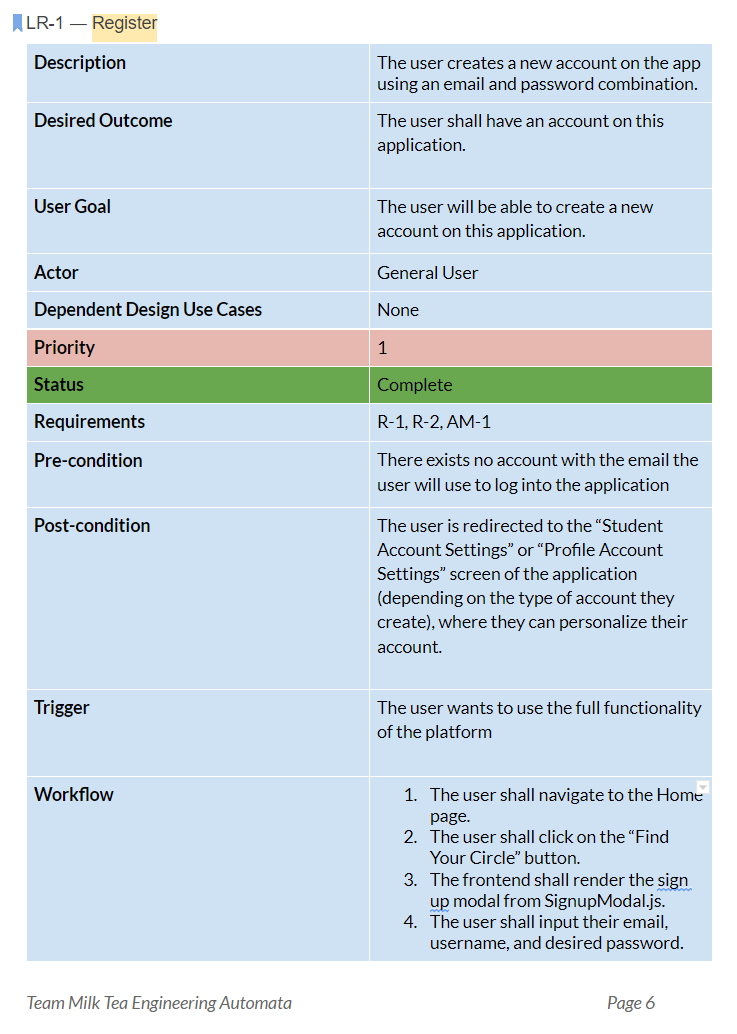 LR-1 — Register
Description
The user creates a new account on the app
using an email and password combination.
Desired Outcome
The user shall have an account on this
application.
User Goal
The user will be able to create a new
account on this application.
Actor
General User
Dependent Design Use Cases
None
Priority
1
Status
Complete
Requirements
R-1, R-2, AM-1
Pre-condition
There exists no account with the email the
user will use to log into the application
Post-condition
The user is redirected to the “Student
Account Settings” or “Profile Account
Settings” screen of the application
(depending on the type of account they
create), where they can personalize their
account.
Trigger
The user wants to use the full functionality
of the platform
Workflow
1. The user shall navigate to the Home
page.
2. The user shall click on the “Find
Your Circle” button.
3. The frontend shall render the sign
up modal from SignupModal.js.
4. The user shall input their email,
username, and desired password.
Team Milk Tea Engineering Automata
Page 6